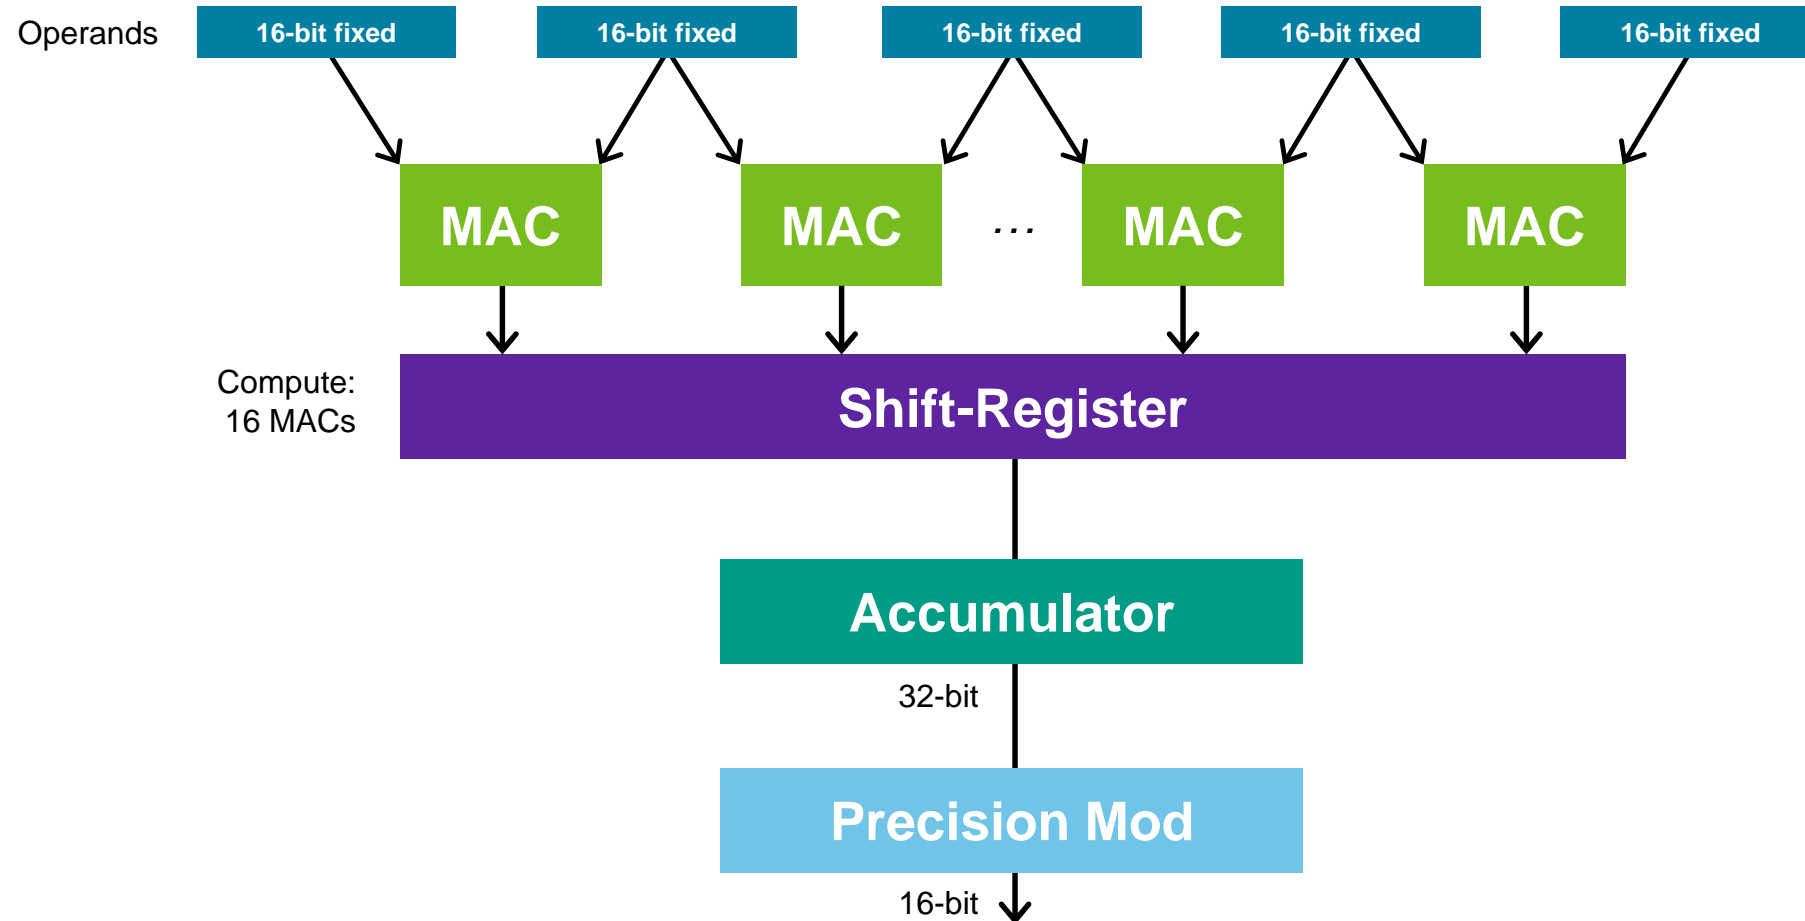 Operands
16-bit fixed
16-bit fixed
16-bit fixed
16-bit fixed
16-bit fixed
MAC
MAC
...
MAC
MAC
Compute:
16 MACs
Shift-Register
Accumulator
32-bit
Precision Mod
16-bit